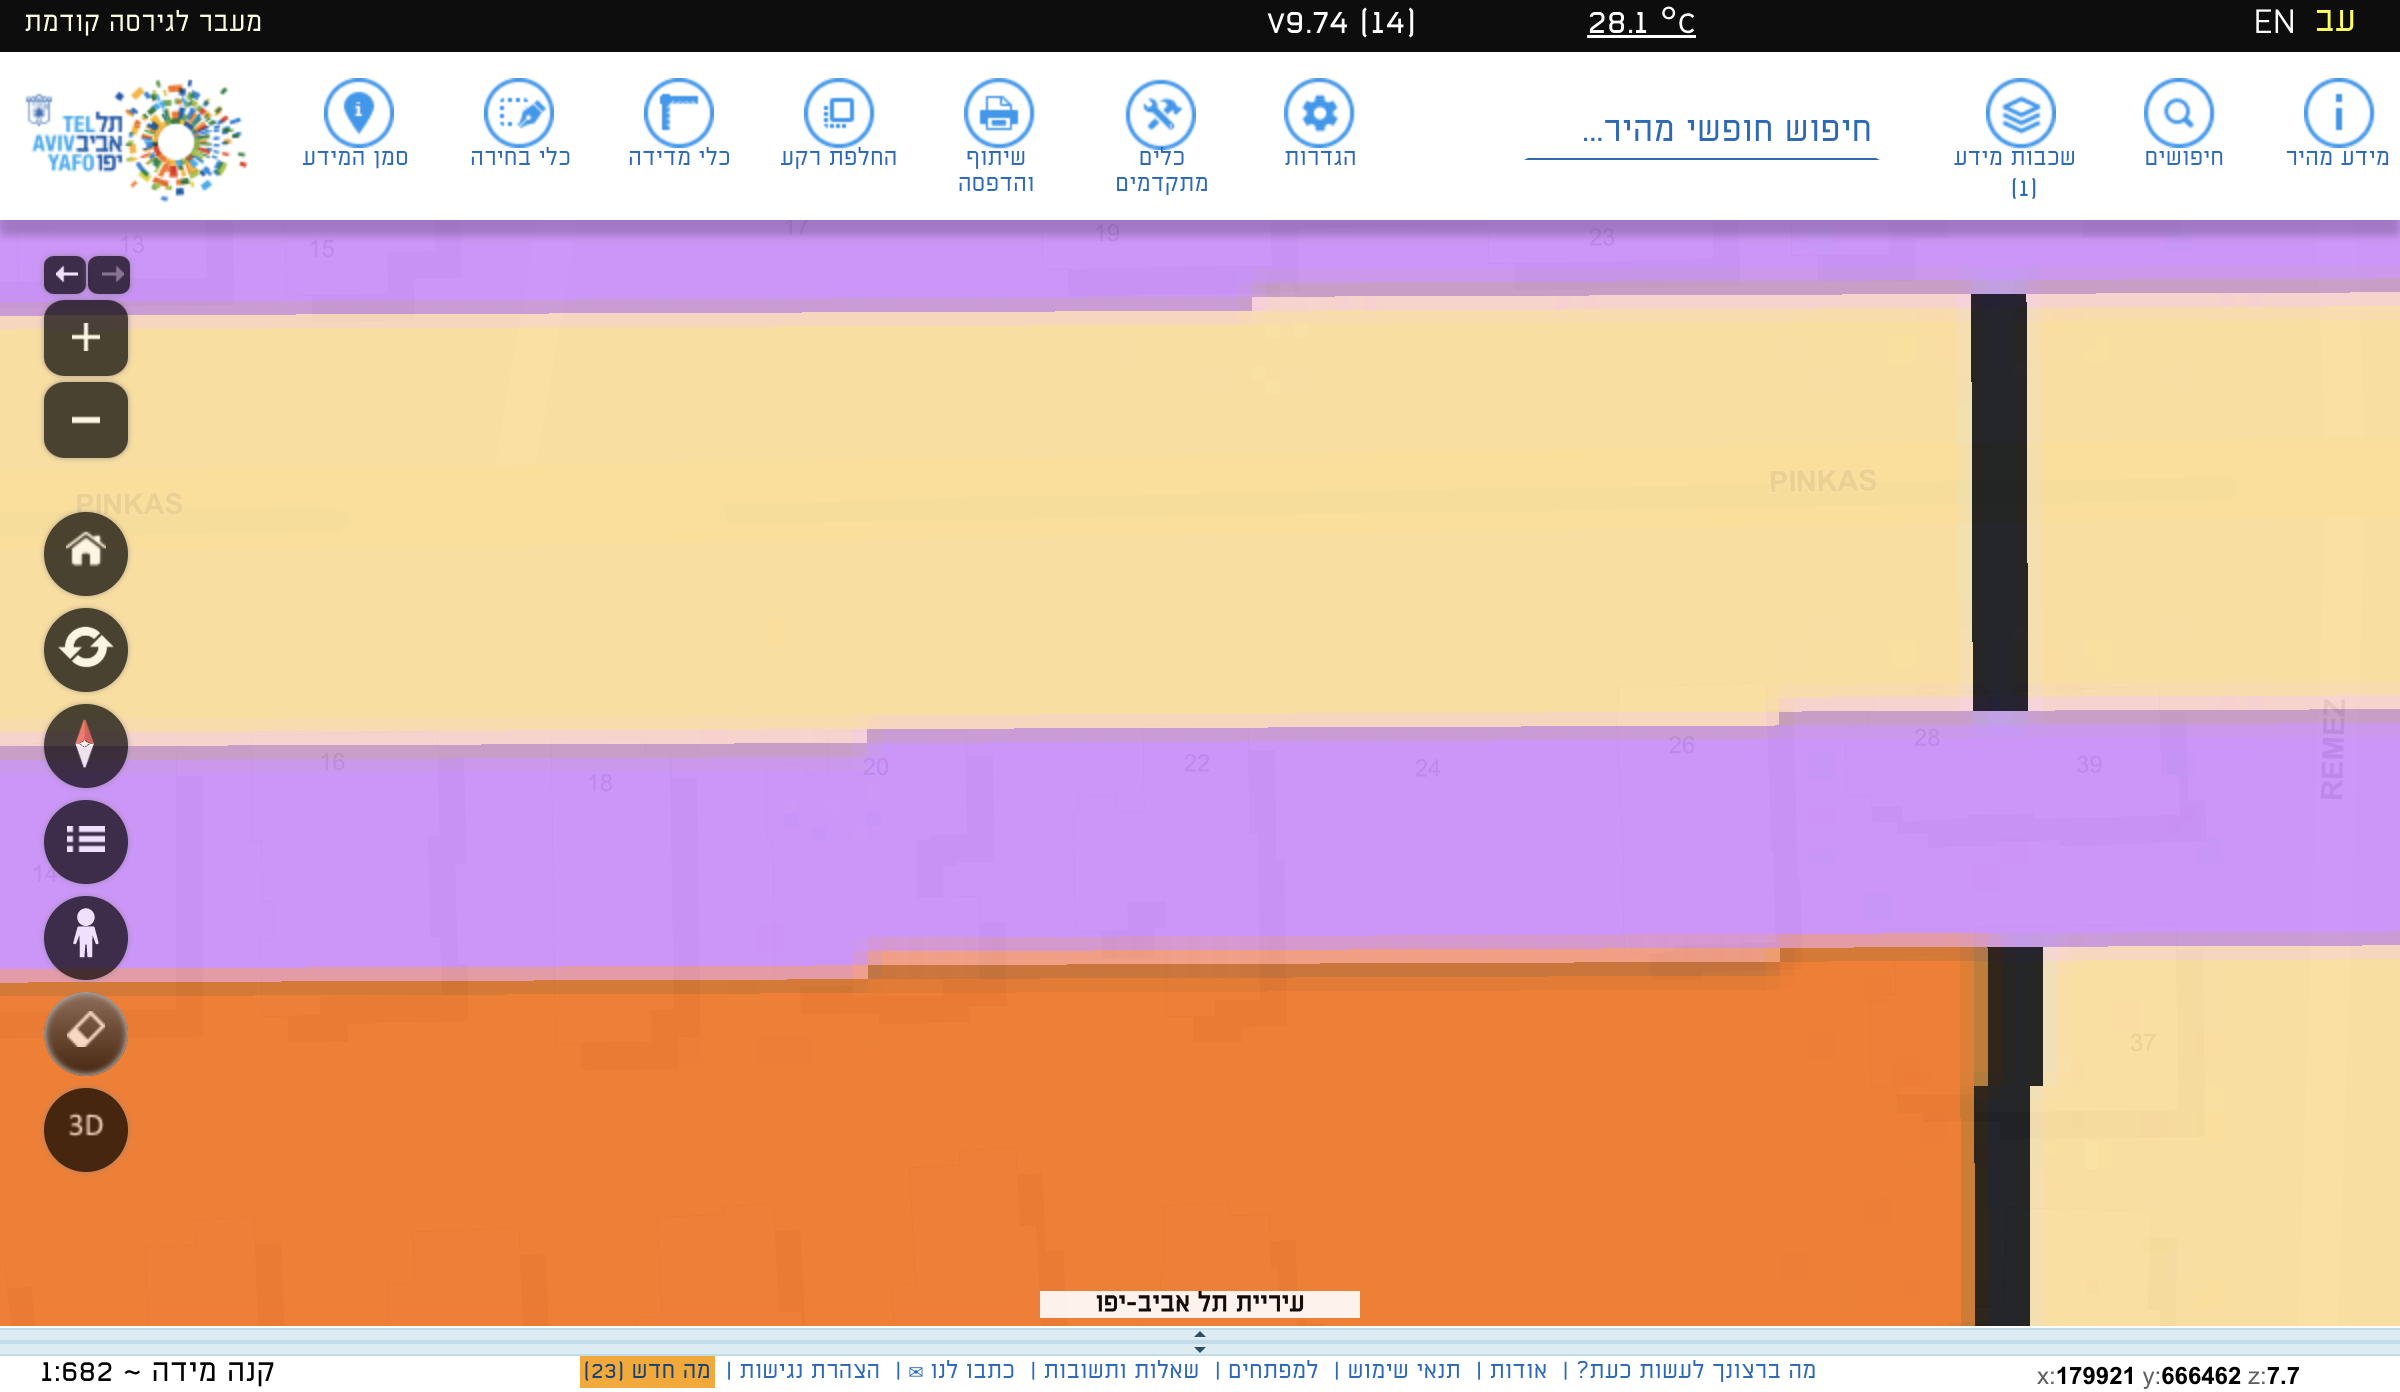 עב EN
28.1 °C
V9.74 (14)
מעבר לגירסה קודמת
מידע מהיר
חיפושים
שכבות מידע
(1)
חיפוש חופשי מהיר...
הגדרות
כלים
מתקדמים
שיתוף
והדפסה
החלפת רקע
כלי מדידה
כלי בחירה
סמן המידע
תל TEL
אביב AVIV
יפו YAFO
13
15
17
19
23
PINKAS
PINKAS
16
18
20
22
24
26
28
39
REMEZ
14
37
3D
עיריית תל אביב-יפו
מה ברצונך לעשות כעת? | אודות | תנאי שימוש | למפתחים | שאלות ותשובות | כתבו לנו ✉ | הצהרת נגישות | מה חדש (23)
קנה מידה ~ 1:682
x:179921 y:666462 z:7.7